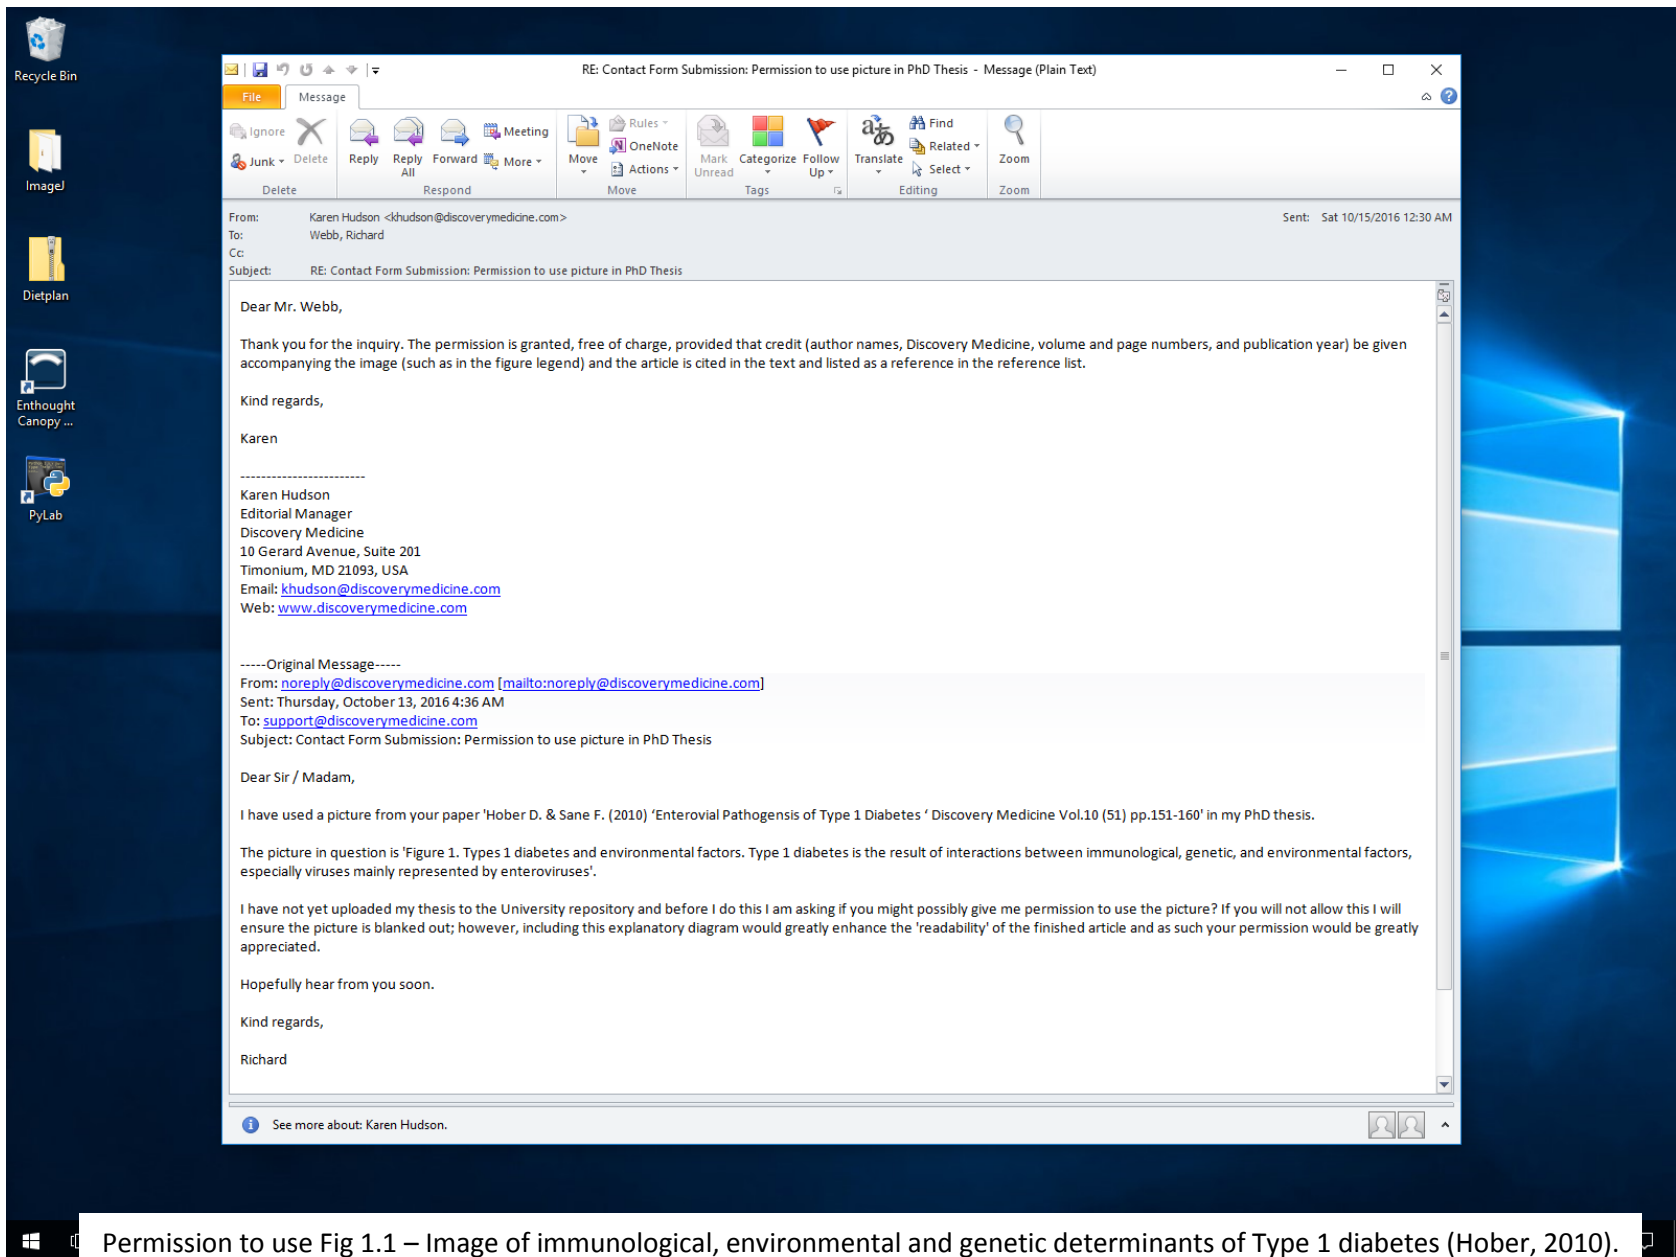 Recycle Bin
ImageJ
Dietplan
Enthought
Canopy ...
PyLab
RE: Contact Form Submission: Permission to use picture in PhD Thesis - Message (Plain Text)
File Message
Ignore
Junk
Delete
Delete
Reply
Reply
All
Forward
Meeting
More
Respond
Move
Rules
OneNote
Actions
Move
Mark
Unread
Categorize
Follow
Up
Tags
Translate
Find
Related
Select
Editing
Zoom
Zoom
From: Karen Hudson <khudson@discoverymedicine.com> Sent: Sat 10/15/2016 12:30 AM
To: Webb, Richard
Cc:
Subject: RE: Contact Form Submission: Permission to use picture in PhD Thesis
Dear Mr. Webb,
Thank you for the inquiry. The permission is granted, free of charge, provided that credit (author names, Discovery Medicine, volume and page numbers, and publication year) be given
accompanying the image (such as in the figure legend) and the article is cited in the text and listed as a reference in the reference list.
Kind regards,
Karen
------------------------
Karen Hudson
Editorial Manager
Discovery Medicine
10 Gerard Avenue, Suite 201
Timonium, MD 21093, USA
Email: khudson@discoverymedicine.com
Web: www.discoverymedicine.com
-----Original Message-----
From: noreply@discoverymedicine.com [mailto:noreply@discoverymedicine.com]
Sent: Thursday, October 13, 2016 4:36 AM
To: support@discoverymedicine.com
Subject: Contact Form Submission: Permission to use picture in PhD Thesis
Dear Sir / Madam,
I have used a picture from your paper 'Hober D. & Sane F. (2010) ‘Enterovial Pathogensis of Type 1 Diabetes ‘ Discovery Medicine Vol.10 (51) pp.151-160' in my PhD thesis.
The picture in question is 'Figure 1. Types 1 diabetes and environmental factors. Type 1 diabetes is the result of interactions between immunological, genetic, and environmental factors,
especially viruses mainly represented by enteroviruses'.
I have not yet uploaded my thesis to the University repository and before I do this I am asking if you might possibly give me permission to use the picture? If you will not allow this I will
ensure the picture is blanked out; however, including this explanatory diagram would greatly enhance the 'readability' of the finished article and as such your permission would be greatly
appreciated.
Hopefully hear from you soon.
Kind regards,
Richard
See more about: Karen Hudson.
Permission to use Fig 1.1 – Image of immunological, environmental and genetic determinants of Type 1 diabetes (Hober, 2010).